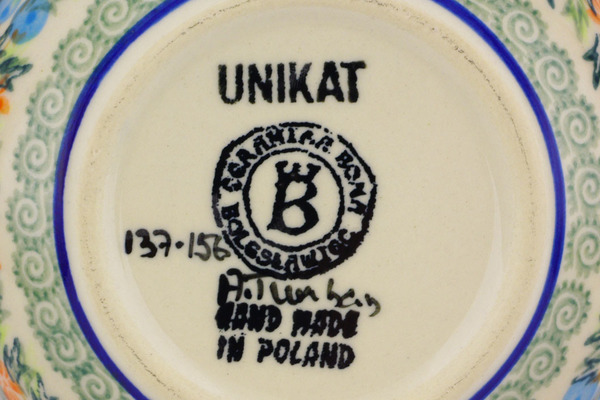 UNIKAT
CERAMIKA BONA
B
BOLESŁAWIEC
137·156
HAND MADE
IN POLAND